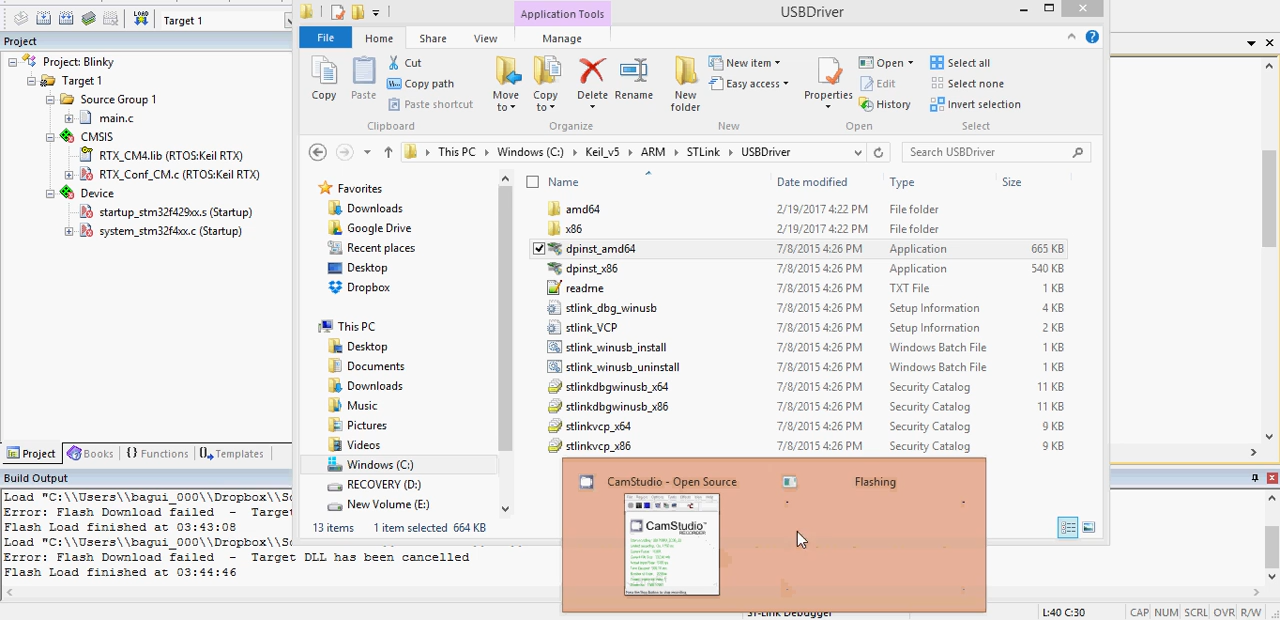 Target 1
Application Tools
USBDriver
Project
File
Home
Share
View
Manage
Project: Blinky
Target 1
Source Group 1
main.c
CMSIS
RTX_CM4.lib (RTOS:Keil RTX)
RTX_Conf_CM.c (RTOS:Keil RTX)
Device
startup_stm32f429xx.s (Startup)
system_stm32f4xx.c (Startup)
Copy
Paste
Cut
Copy path
Paste shortcut
Clipboard
Move to
Copy to
Delete
Rename
Organize
New folder
New item
Easy access
New
Properties
Open
Edit
History
Open
Select all
Select none
Invert selection
Select
This PC
Windows (C:)
Keil_v5
ARM
STLink
USBDriver
Search USBDriver
Favorites
Downloads
Google Drive
Recent places
Desktop
Dropbox
This PC
Desktop
Documents
Downloads
Music
Pictures
Videos
Windows (C:)
RECOVERY (D:)
New Volume (E:)
Name Date modified Type Size
amd64 2/19/2017 4:22 PM File folder
x86 2/19/2017 4:22 PM File folder
dpinst_amd64 7/8/2015 4:26 PM Application 665 KB
dpinst_x86 7/8/2015 4:26 PM Application 540 KB
readme 7/8/2015 4:26 PM TXT File 1 KB
stlink_dbg_winusb 7/8/2015 4:26 PM Setup Information 4 KB
stlink_VCP 7/8/2015 4:26 PM Setup Information 2 KB
stlink_winusb_install 7/8/2015 4:26 PM Windows Batch File 1 KB
stlink_winusb_uninstall 7/8/2015 4:26 PM Windows Batch File 1 KB
stlinkdbgwinusb_x64 7/8/2015 4:26 PM Security Catalog 11 KB
stlinkdbgwinusb_x86 7/8/2015 4:26 PM Security Catalog 11 KB
stlinkvcp_x64 7/8/2015 4:26 PM Security Catalog 9 KB
stlinkvcp_x86 7/8/2015 4:26 PM Security Catalog 9 KB
13 items 1 item selected 664 KB
CamStudio - Open Source
Flashing
CamStudio
RECORDER
Project
Books
Functions
Templates
Build Output
Load "C:\\Users\\bagui_000\\Dropbox\\
Error: Flash Download failed - Target
Flash Load finished at 03:43:08
Load "C:\\Users\\bagui_000\\Dropbox\\
Error: Flash Download failed - Target DLL has been cancelled
Flash Load finished at 03:44:46
ST-Link Debugger
L:40 C:30
CAP NUM SCRL OVR R/W